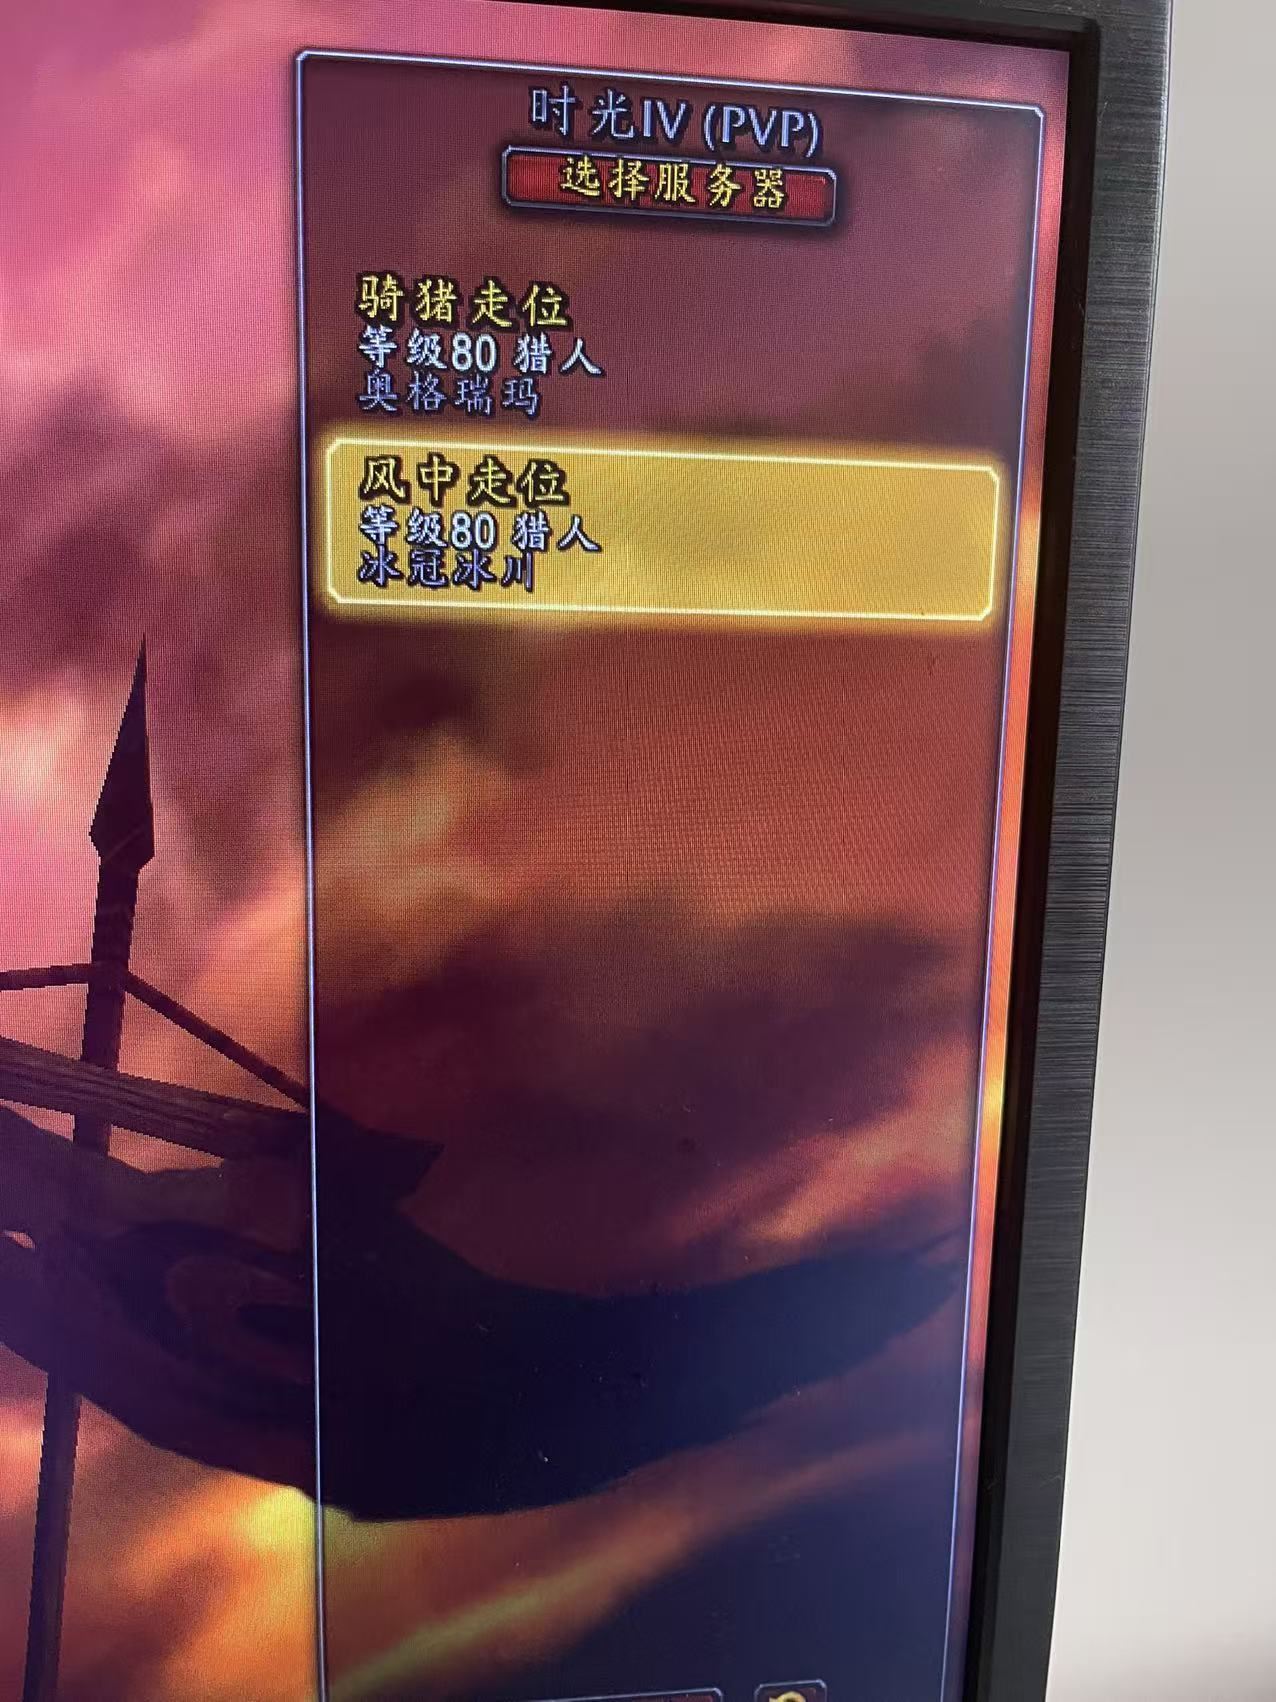 时光IV (PVP)
选择服务器
骑猪走位
等级80 猎人
奥格瑞玛
风中走位
等级80 猎人
冰冠冰川